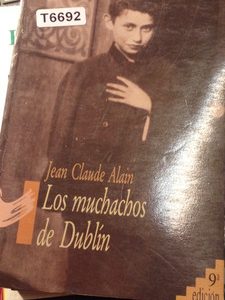 T6692
Jean Claude Alain
Los muchachos
de Dublín
9ª
edición